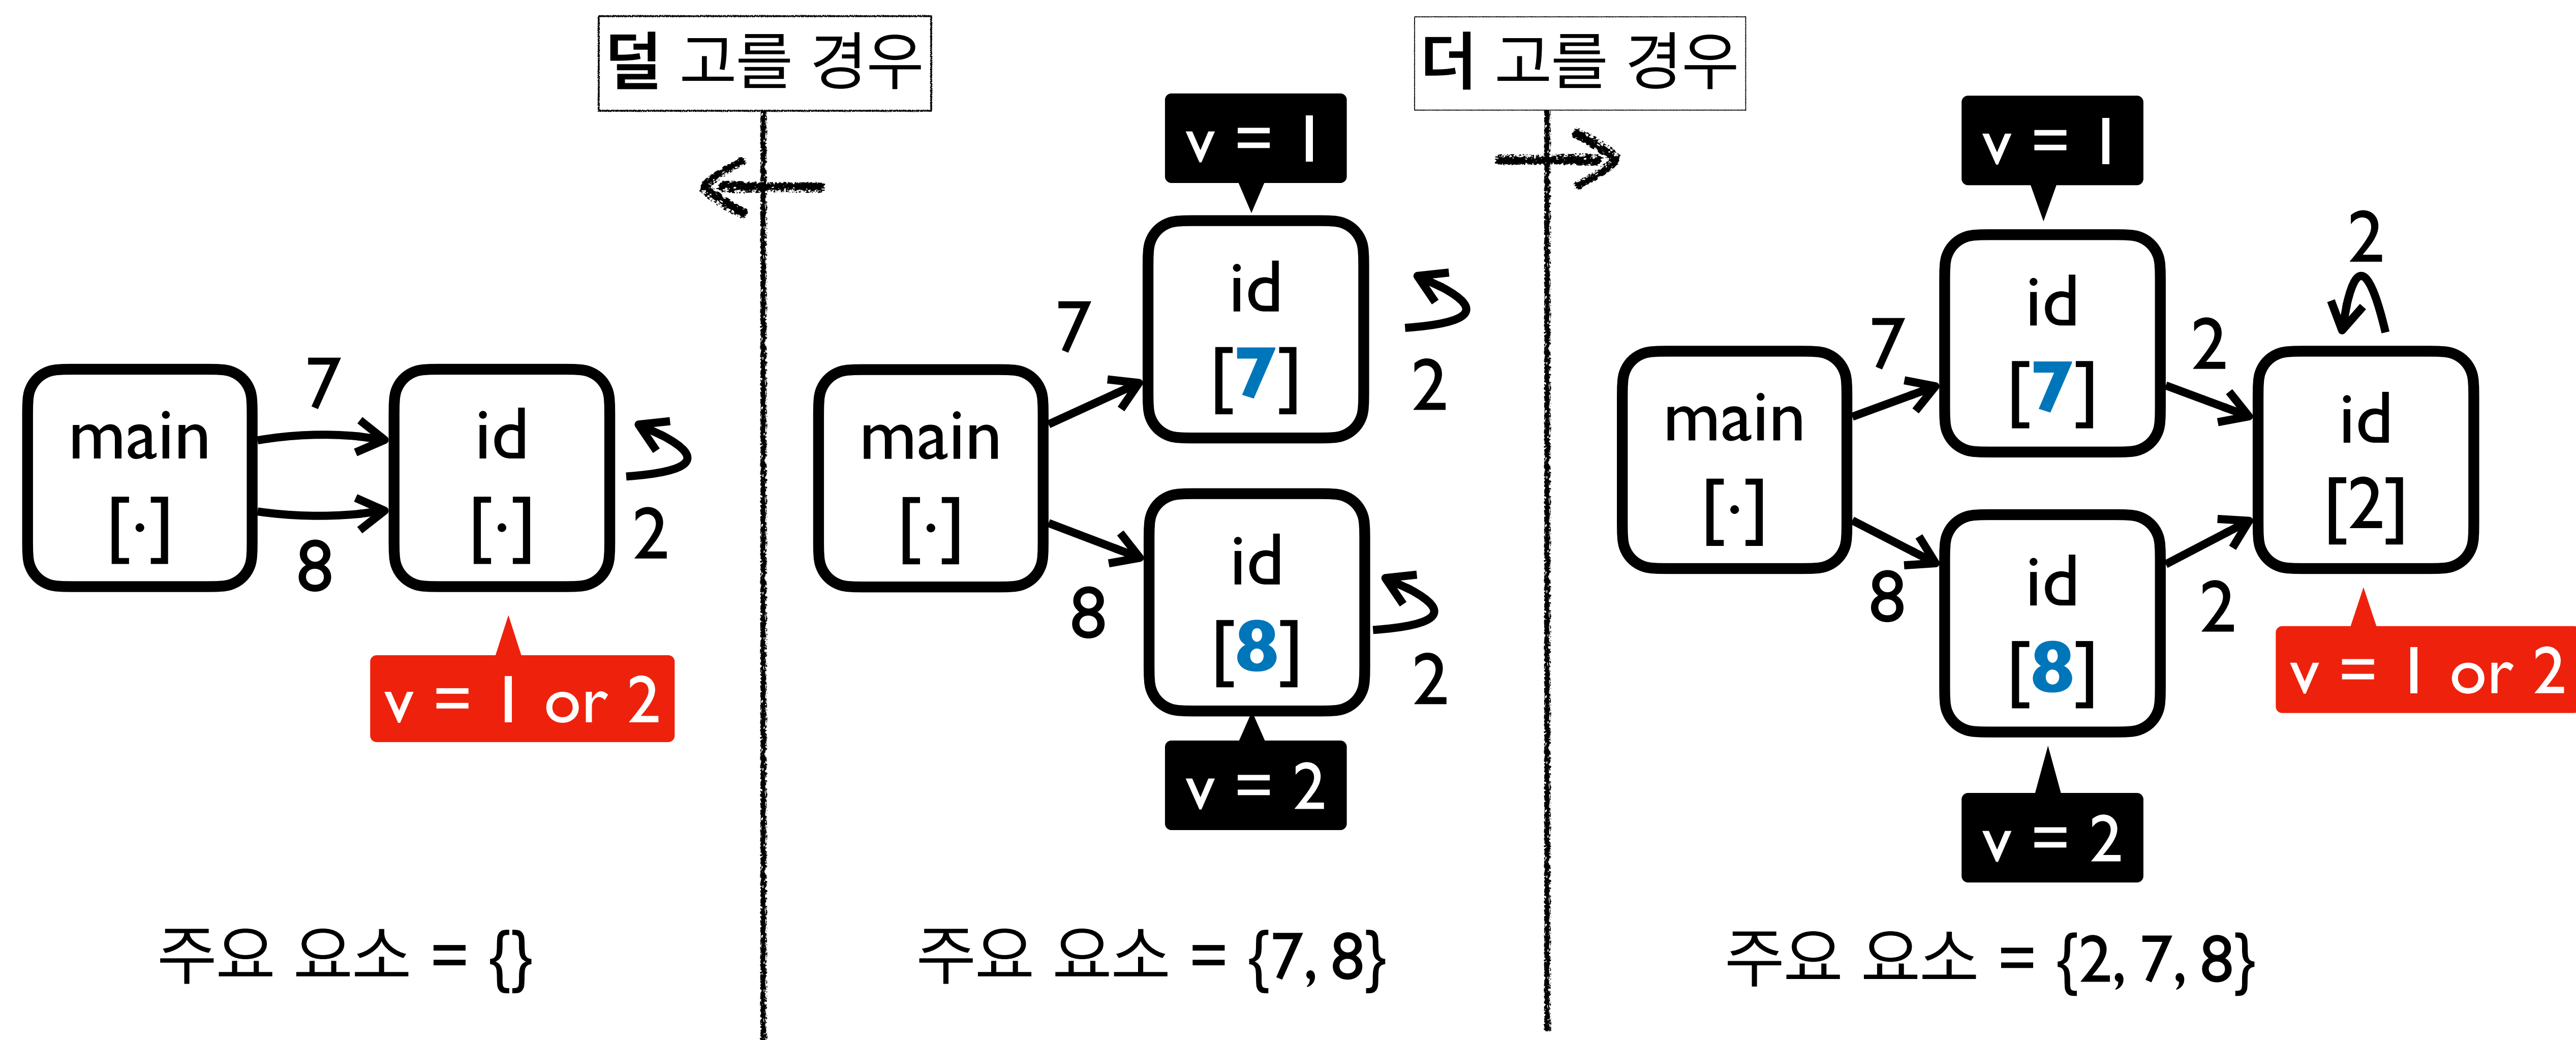 덜 고를 경우
7
main
[·]
id
[·]
8
2
v = 1 or 2
주요 요소 = {}
v = 1
id
[7]
7
2
main
[·]
8
id
[8]
2
v = 2
주요 요소 = {7, 8}
더 고를 경우
v = 1
2
id
[7]
7
2
main
[·]
id
[2]
8
id
[8]
2
v = 1 or 2
v = 2
주요 요소 = {2, 7, 8}